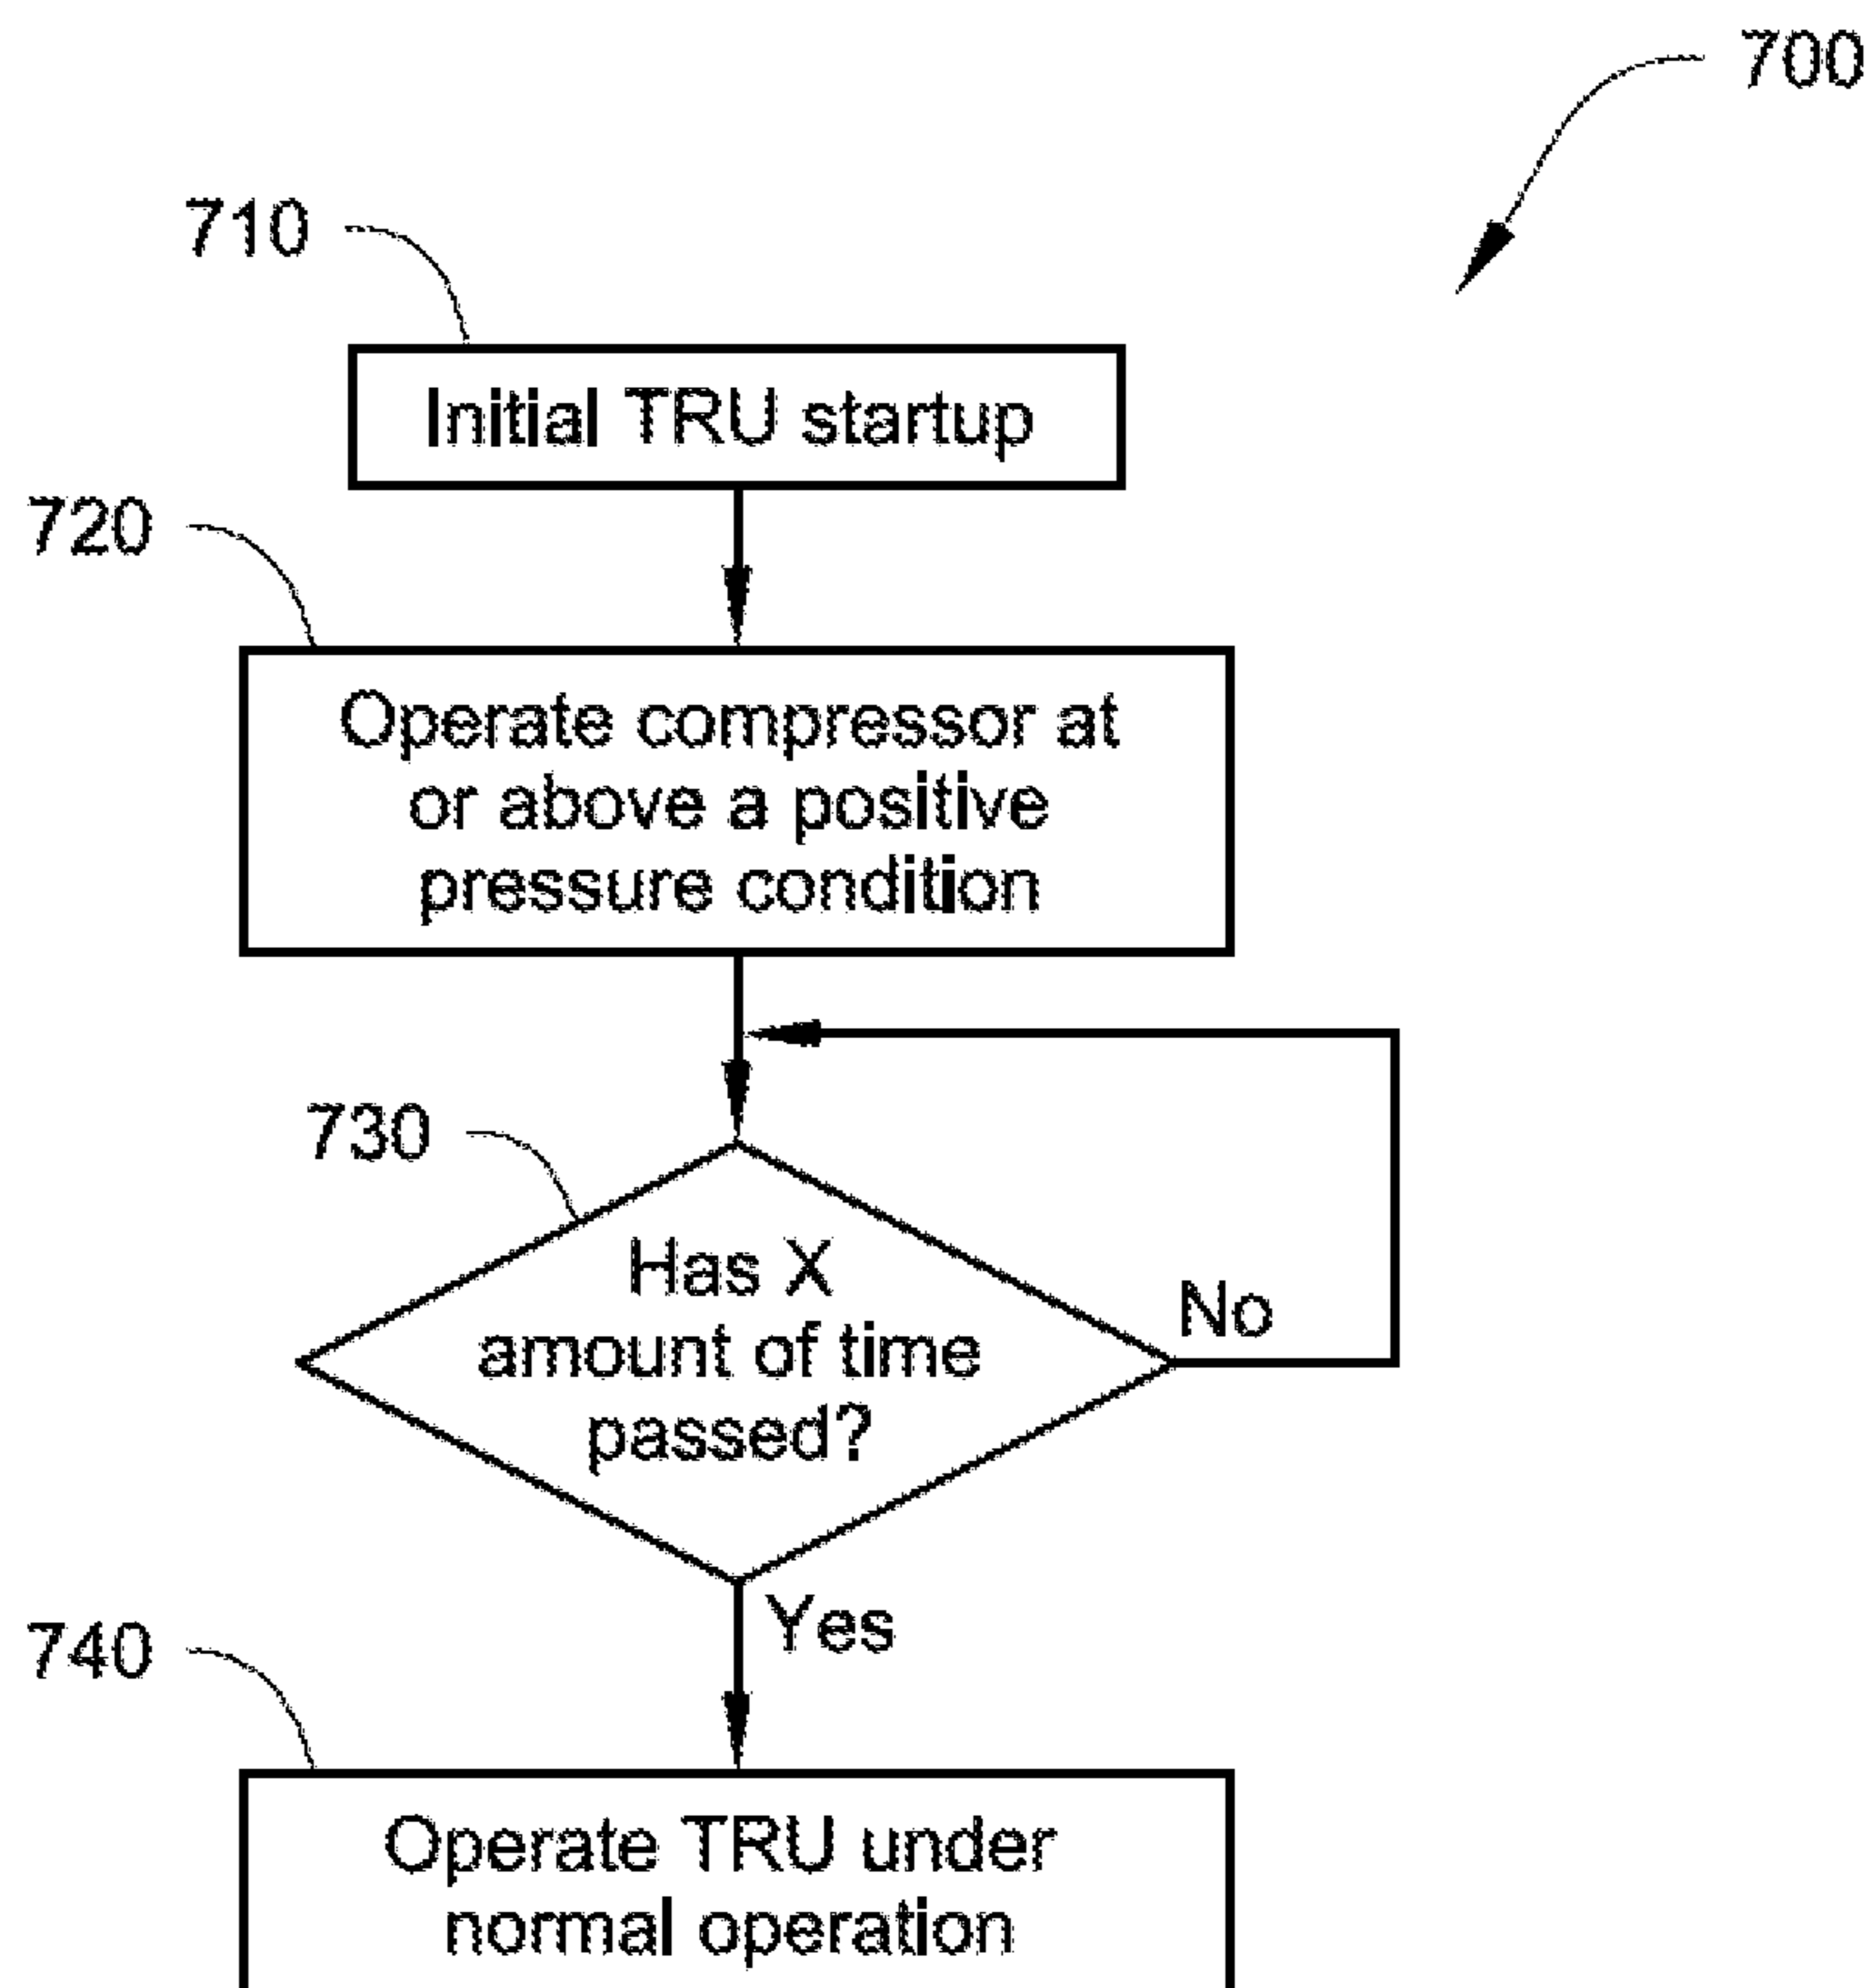 700
710
Initial TRU startup
720
Operate compressor at
or above a positive
pressure condition
730
Has X
amount of time
passed?
No
Yes
740
Operate TRU under
normal operation